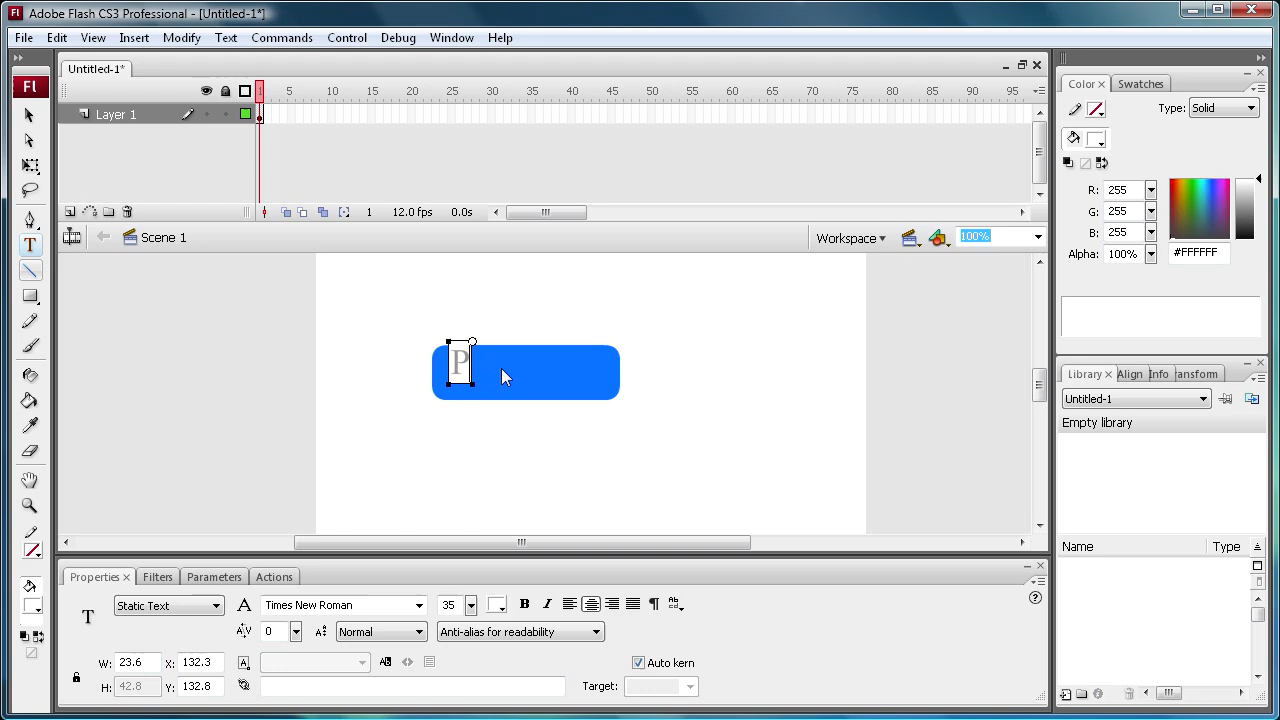 Fl Adobe Flash CS3 Professional - [Untitled-1*]
File Edit View Insert Modify Text Commands Control Debug Window Help
Untitled-1*
1 5 10 15 20 25 30 35 40 45 50 55 60 65 70 75 80 85 90 95
Layer 1
1 12.0 fps 0.0s
Scene 1
Workspace
100%
P
Fl
T
Color Swatches
Type: Solid
R: 255
G: 255
B: 255
Alpha: 100% #FFFFFF
Library Align Info ransform
Untitled-1
Empty library
Name Type
Properties Filters Parameters Actions
T Static Text A Times New Roman 35 B I ¶ Ab
A|V 0 Normal Anti-alias for readability
W: 23.6 X: 132.3 A AB Auto kern
H: 42.8 Y: 132.8 Target: